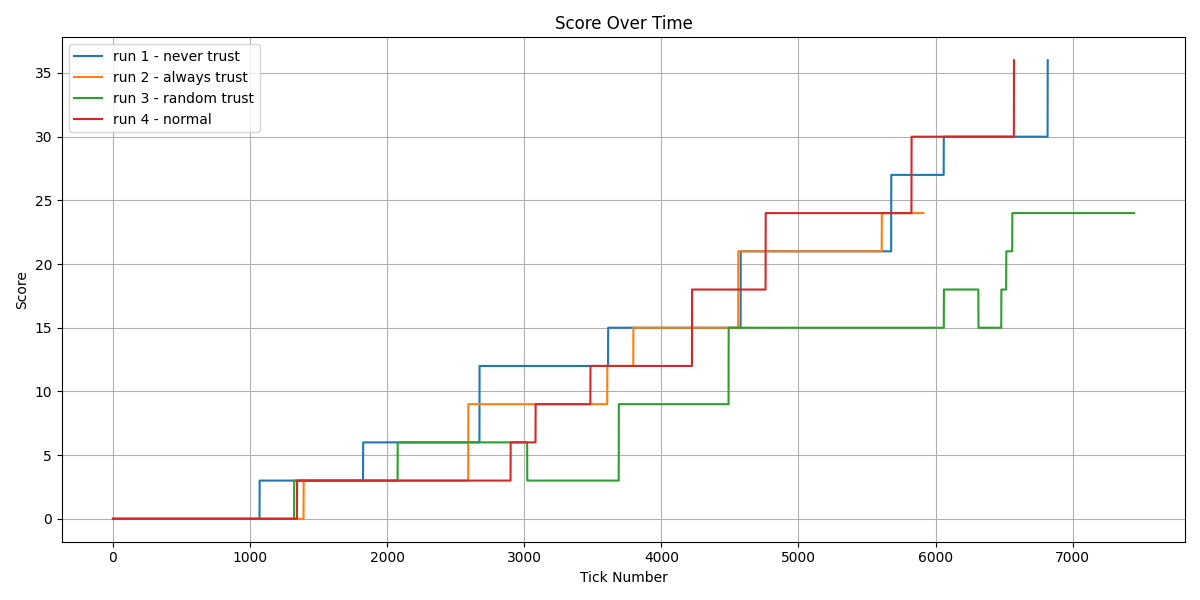 Score Over Time
run 1 - never trust
run 2 - always trust
run 3 - random trust
run 4 - normal
Score
35
30
25
20
15
10
5
0
0 1000 2000 3000 4000 5000 6000 7000
Tick Number